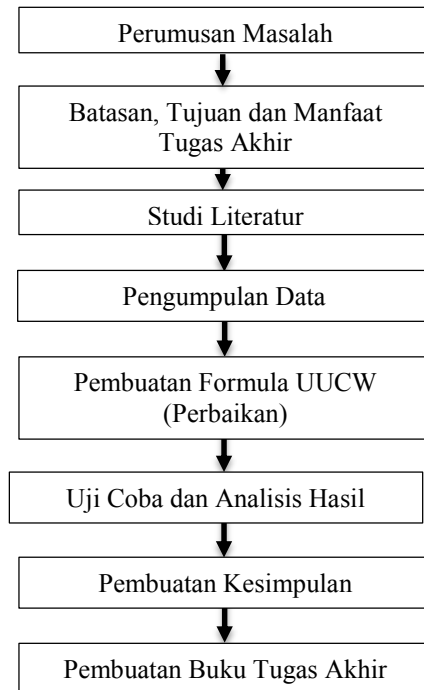 Perumusan Masalah
Batasan, Tujuan dan Manfaat
Tugas Akhir
Studi Literatur
Pengumpulan Data
Pembuatan Formula UUCW
(Perbaikan)
Uji Coba dan Analisis Hasil
Pembuatan Kesimpulan
Pembuatan Buku Tugas Akhir